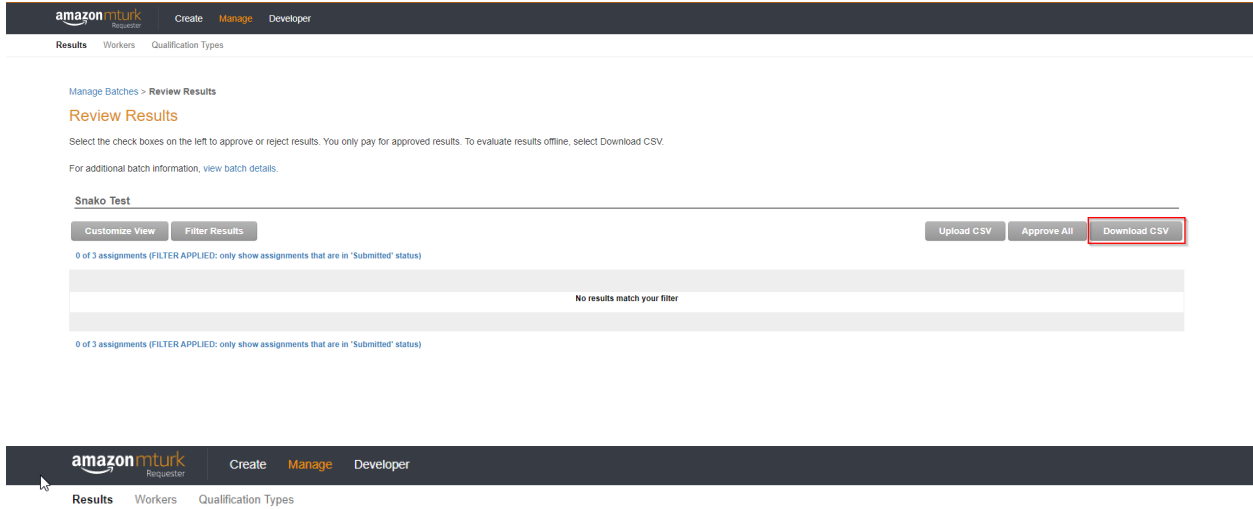 amazonmturk Create Manage Developer
Requester
Results Workers Qualification Types
Manage Batches > Review Results
Review Results
Select the check boxes on the left to approve or reject results. You only pay for approved results. To evaluate results offline, select Download CSV.
For additional batch information, view batch details.
Snako Test
Customize View Filter Results Upload CSV Approve All Download CSV
0 of 3 assignments (FILTER APPLIED: only show assignments that are in 'Submitted' status)
No results match your filter
0 of 3 assignments (FILTER APPLIED: only show assignments that are in 'Submitted' status)
amazonmturk Create Manage Developer
Requester
Results Workers Qualification Types